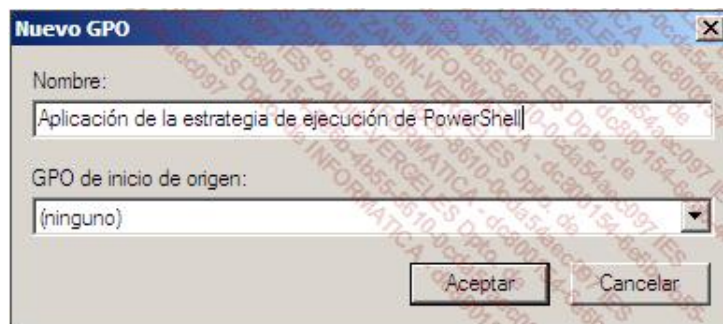 Nuevo GPO
Nombre:
Aplicación de la estrategia de ejecución de PowerShell
GPO de inicio de origen:
(ninguno)
Aceptar
Cancelar